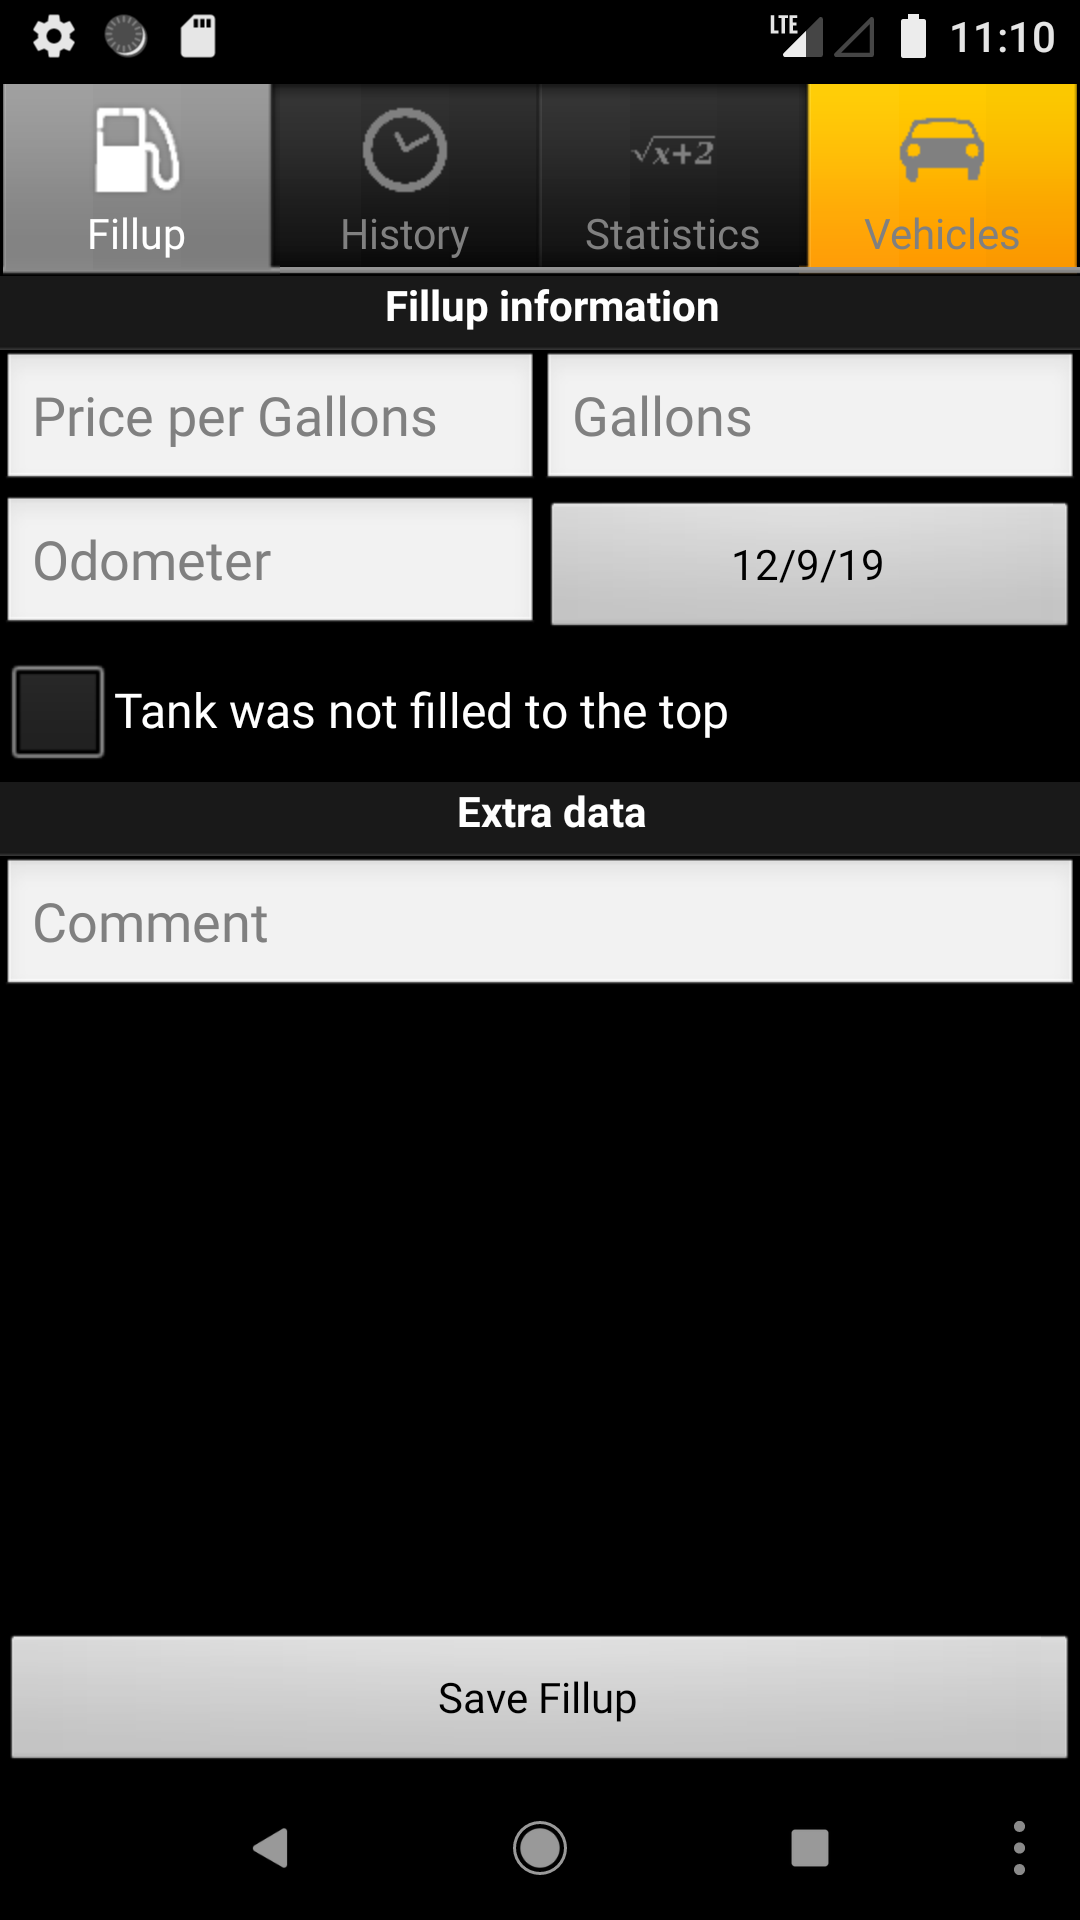 LTE 11:10
Fillup History √x+2 Statistics Vehicles
Fillup information
Price per Gallons Gallons
Odometer 12/9/19
Tank was not filled to the top
Extra data
Comment
Save Fillup